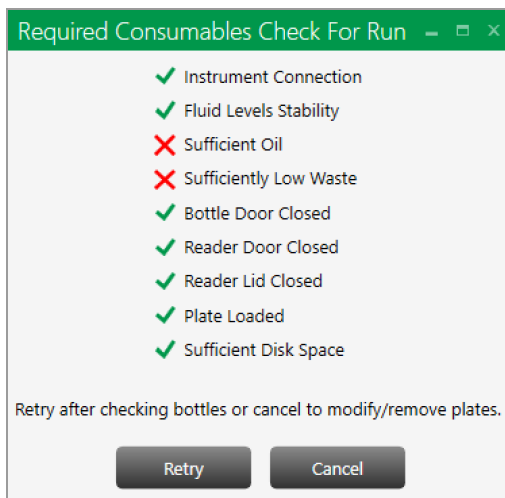 Required Consumables Check For Run
Instrument Connection
Fluid Levels Stability
Sufficient Oil
Sufficiently Low Waste
Bottle Door Closed
Reader Door Closed
Reader Lid Closed
Plate Loaded
Sufficient Disk Space
Retry after checking bottles or cancel to modify/remove plates.
Retry Cancel